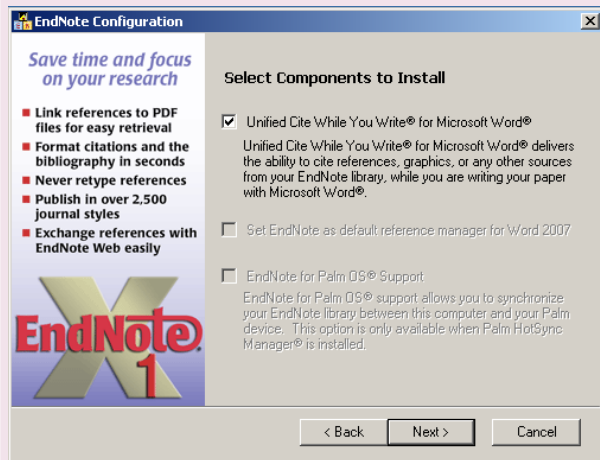 EndNote Configuration
Save time and focus
on your research
Link references to PDF
files for easy retrieval
Format citations and the
bibliography in seconds
Never retype references
Publish in over 2,500
journal styles
Exchange references with
EndNote Web easily
X
EndNote®
1
Select Components to Install
Unified Cite While You Write® for Microsoft Word®
Unified Cite While You Write® for Microsoft Word® delivers
the ability to cite references, graphics, or any other sources
from your EndNote library, while you are writing your paper
with Microsoft Word®.
Set EndNote as default reference manager for Word 2007
EndNote for Palm OS® Support
EndNote for Palm OS® support allows you to synchronize
your EndNote library between this computer and your Palm
device. This option is only available when Palm HotSync
Manager® is installed.
< Back
Next >
Cancel